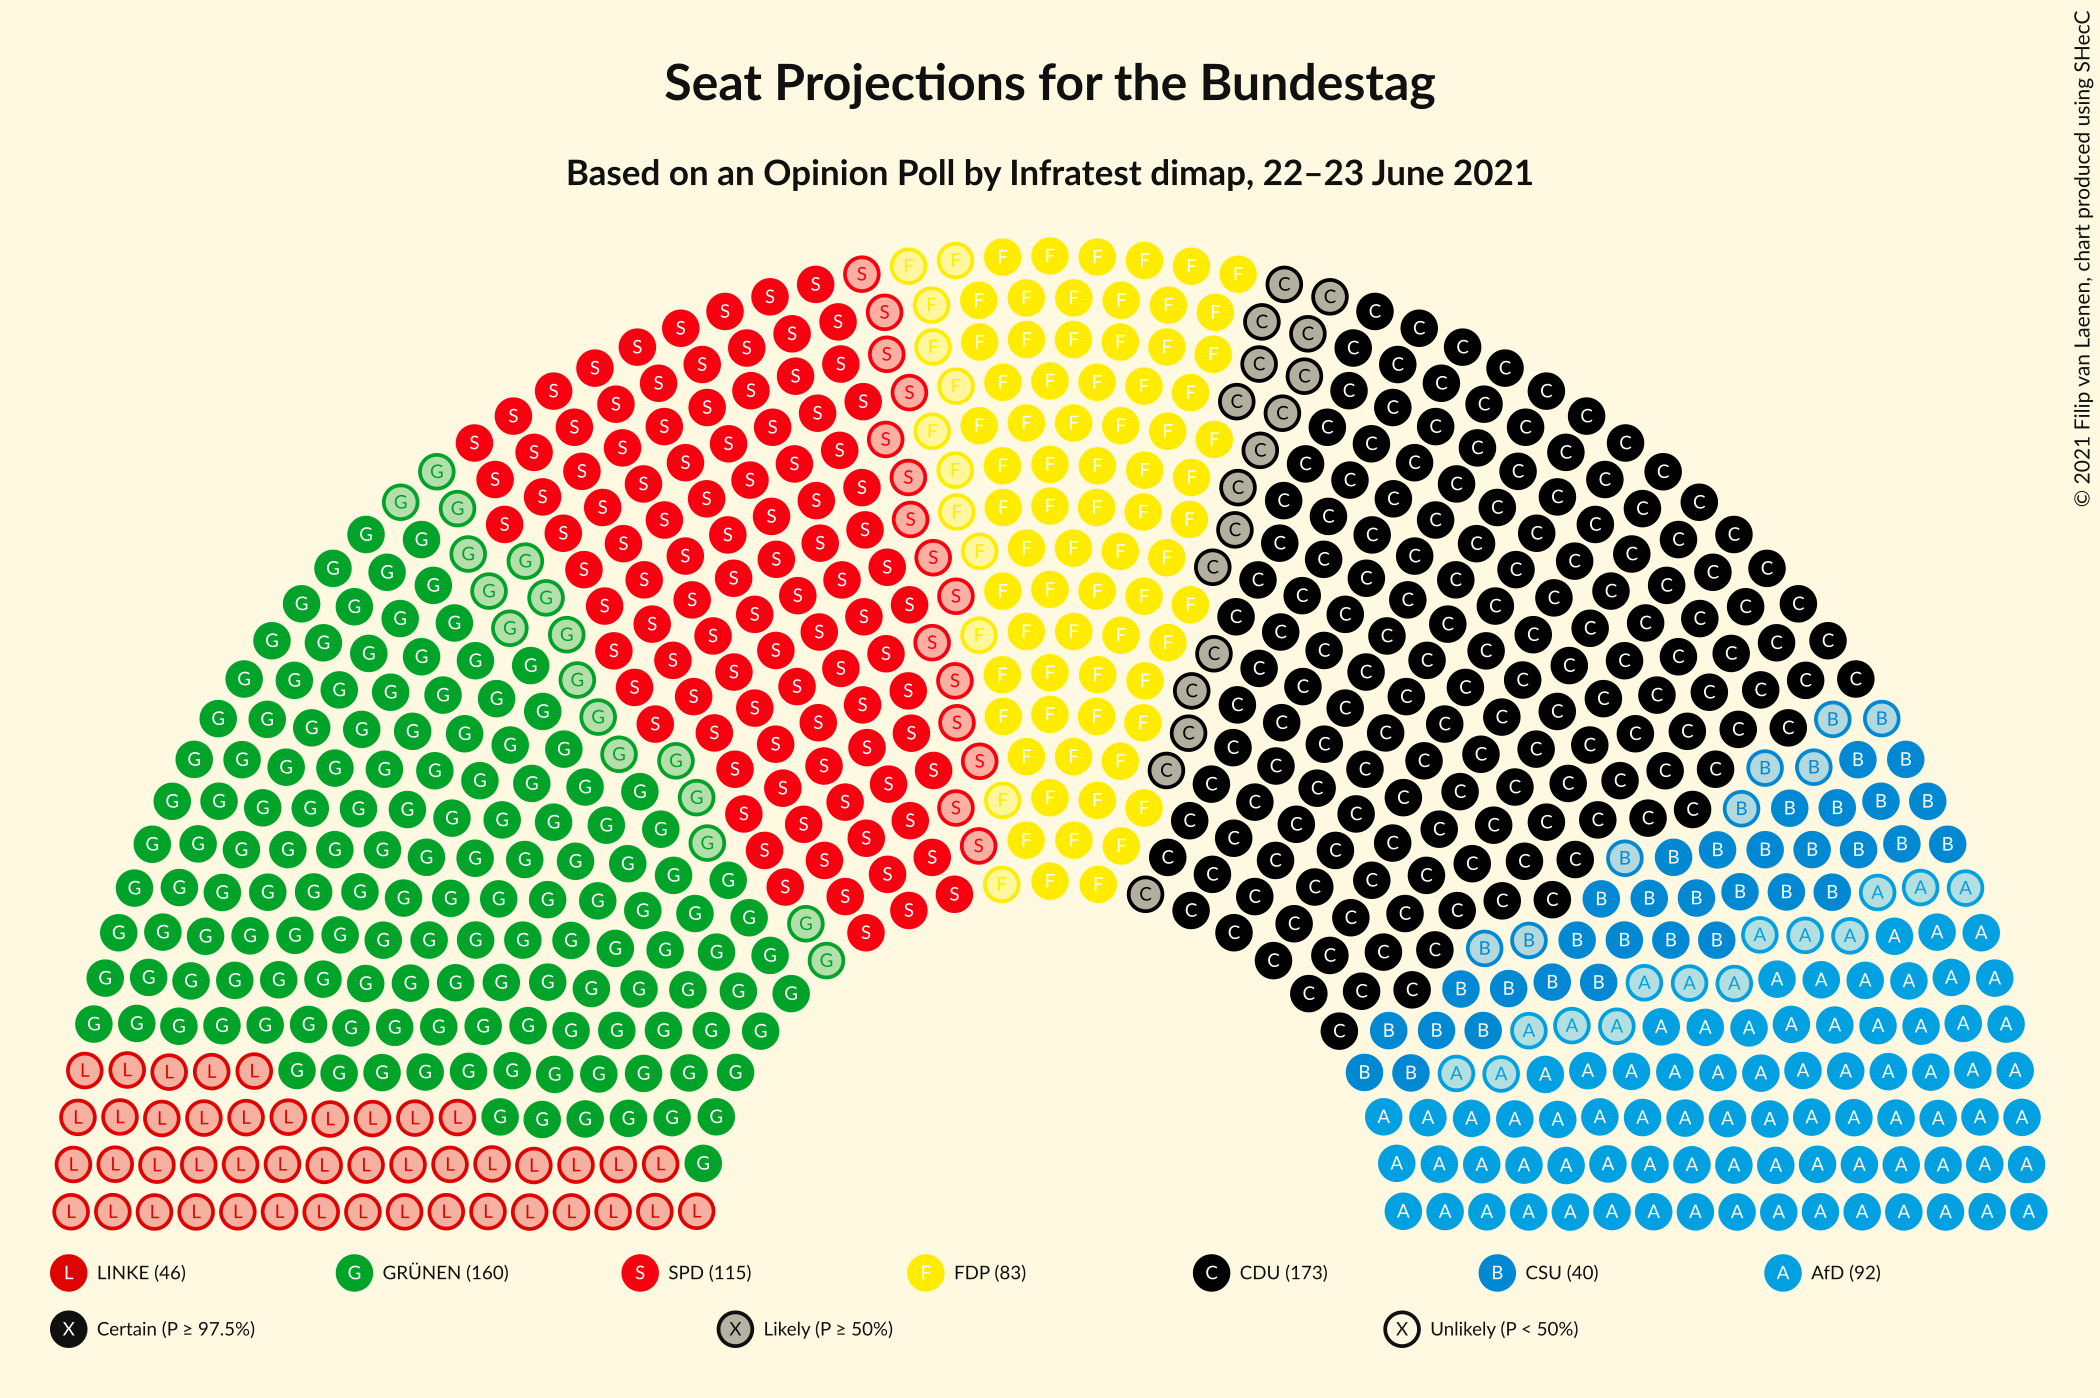 Seat Projections for the Bundestag
Based on an Opinion Poll by Infratest dimap, 22–23 June 2021
© 2021 Filip van Laenen, chart produced using SHecC
L LINKE (46)
G GRÜNEN (160)
S SPD (115)
F FDP (83)
C CDU (173)
B CSU (40)
A AfD (92)
X Certain (P ≥ 97.5%)
X Likely (P ≥ 50%)
X Unlikely (P < 50%)